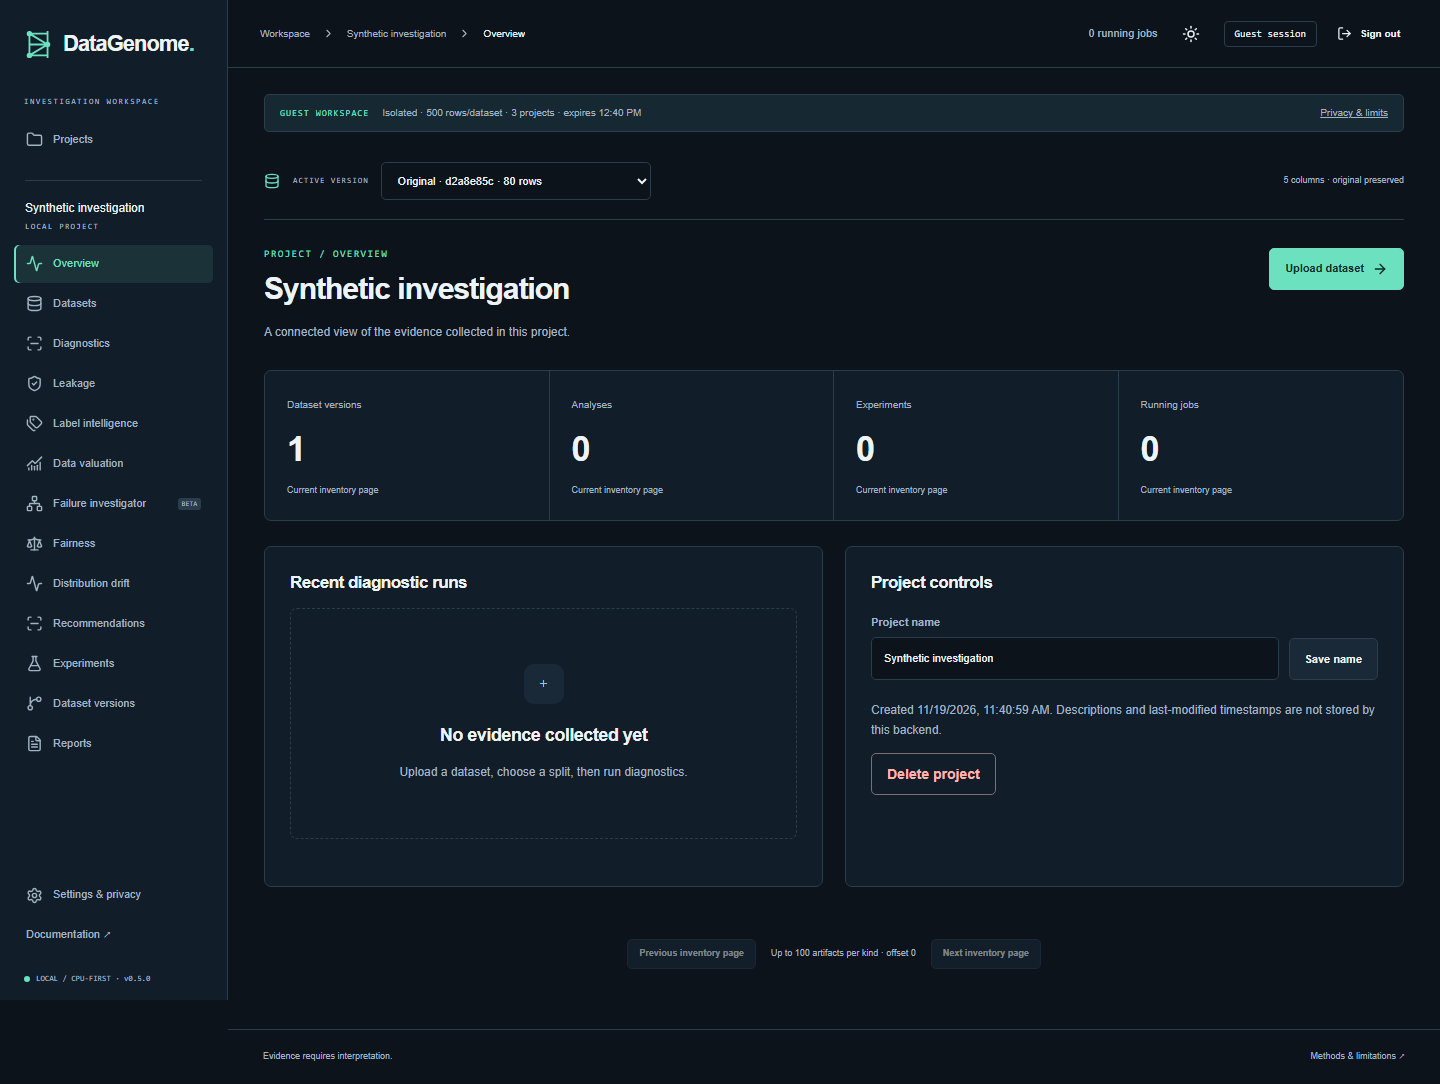 DataGenome.
INVESTIGATION WORKSPACE
Projects
Synthetic investigation
LOCAL PROJECT
Overview
Datasets
Diagnostics
Leakage
Label intelligence
Data valuation
Failure investigator BETA
Fairness
Distribution drift
Recommendations
Experiments
Dataset versions
Reports
Settings & privacy
Documentation ↗
LOCAL / CPU-FIRST · v0.5.0
Workspace > Synthetic investigation > Overview
0 running jobs
Guest session
Sign out
GUEST WORKSPACE Isolated · 500 rows/dataset · 3 projects · expires 12:40 PM
Privacy & limits
ACTIVE VERSION
Original · d2a8e85c · 80 rows
5 columns · original preserved
PROJECT / OVERVIEW
Synthetic investigation
A connected view of the evidence collected in this project.
Upload dataset →
Dataset versions
1
Current inventory page
Analyses
0
Current inventory page
Experiments
0
Current inventory page
Running jobs
0
Current inventory page
Recent diagnostic runs
+
No evidence collected yet
Upload a dataset, choose a split, then run diagnostics.
Project controls
Project name
Synthetic investigation
Save name
Created 11/19/2026, 11:40:59 AM. Descriptions and last-modified timestamps are not stored by
this backend.
Delete project
Previous inventory page
Up to 100 artifacts per kind · offset 0
Next inventory page
Evidence requires interpretation.
Methods & limitations ↗